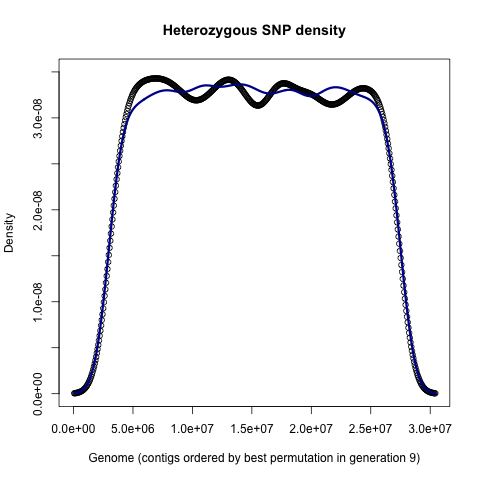 Heterozygous SNP density
Density
3.0e-08
2.0e-08
1.0e-08
0.0e+00
0.0e+00 5.0e+06 1.0e+07 1.5e+07 2.0e+07 2.5e+07 3.0e+07
Genome (contigs ordered by best permutation in generation 9)